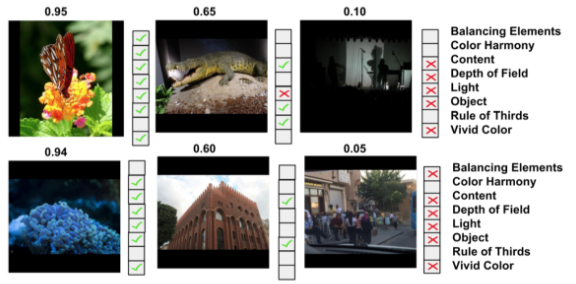 0.95 0.65 0.10
Balancing Elements
Color Harmony
Content
Depth of Field
Light
Object
Rule of Thirds
Vivid Color
0.94 0.60 0.05
Balancing Elements
Color Harmony
Content
Depth of Field
Light
Object
Rule of Thirds
Vivid Color